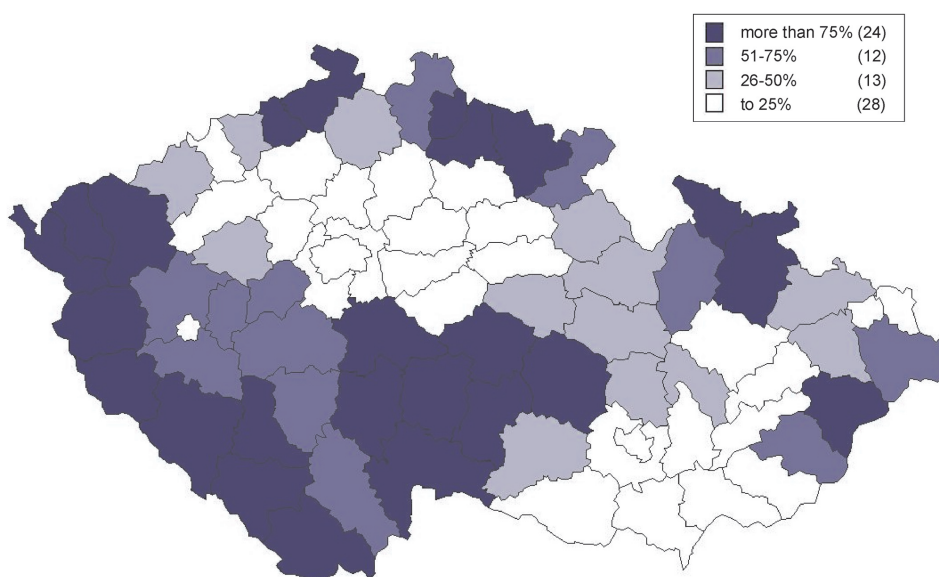 more than 75% (24)
51-75% (12)
26-50% (13)
to 25% (28)